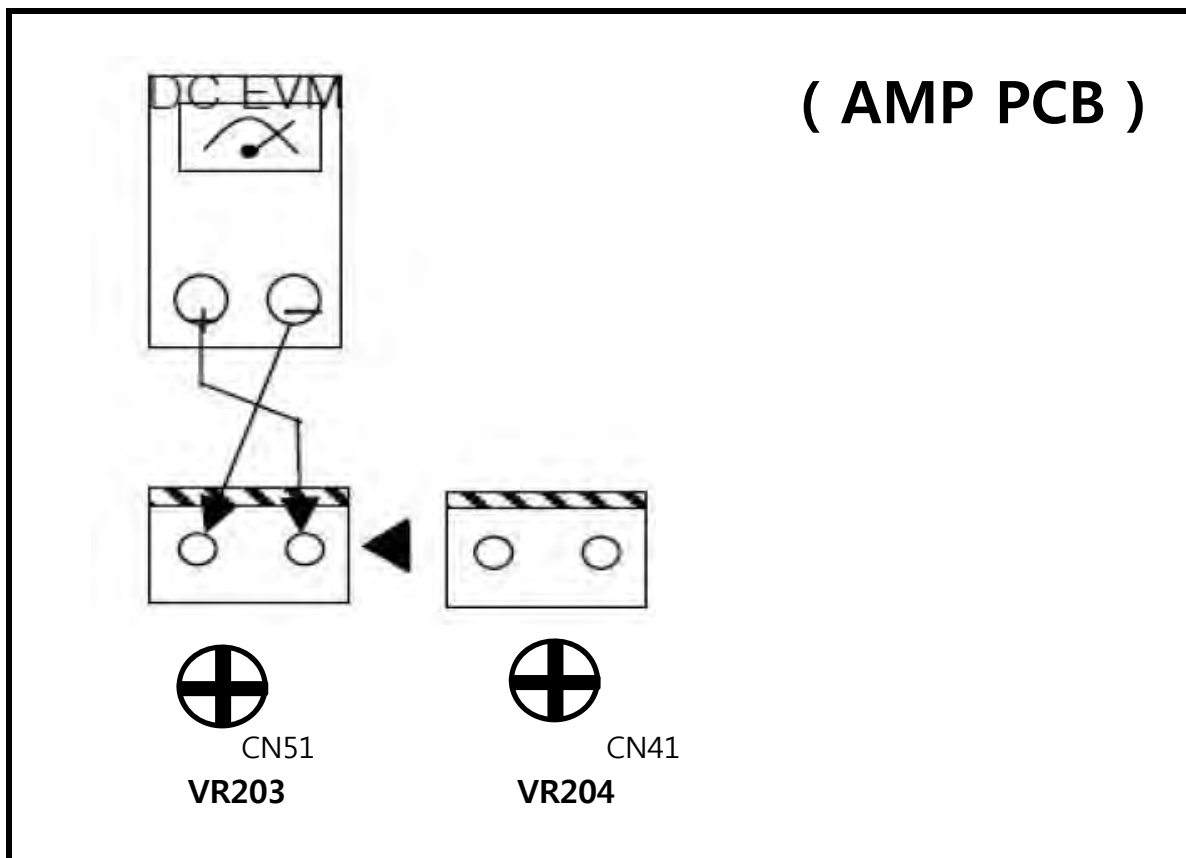 DC EVM
( AMP PCB )
+ −
CN51
CN41
VR203
VR204